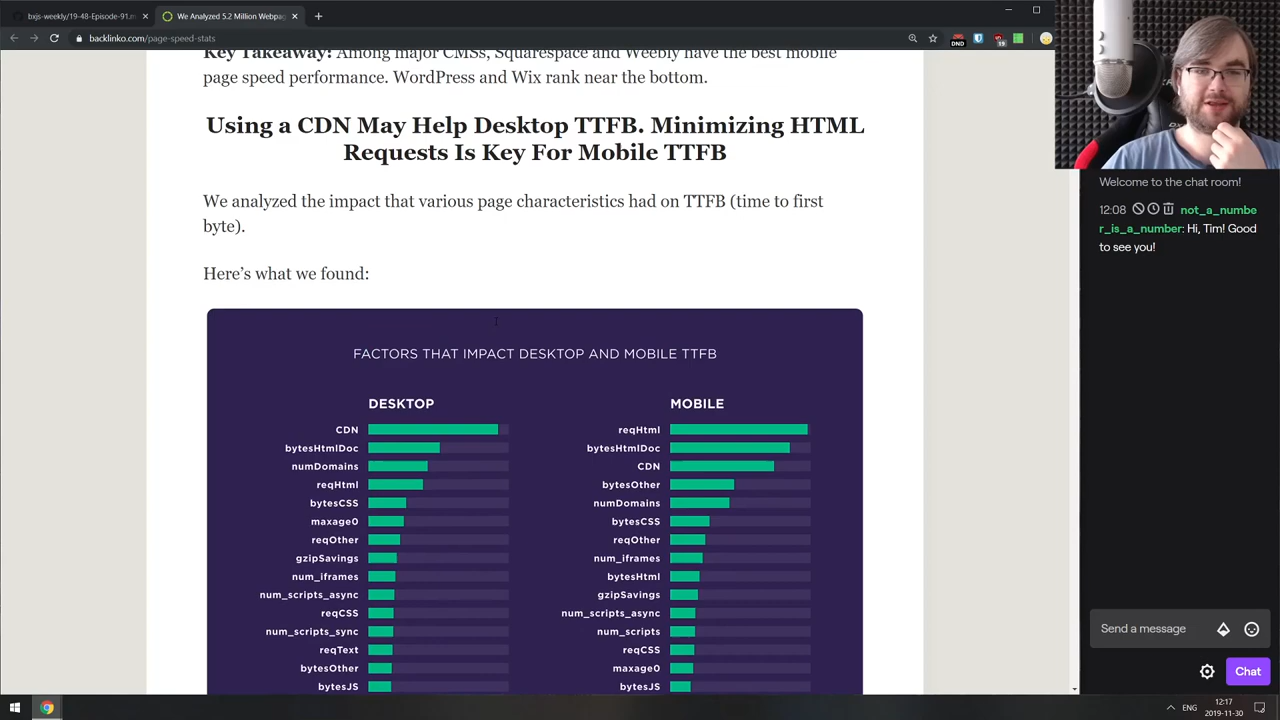 bxjs-weekly/19-48-Episode-91.m
We Analyzed 5.2 Million Webpag
backlinko.com/page-speed-stats
DND
19
Key Takeaway: Among major CMSs, Squarespace and Weebly have the best mobile
page speed performance. WordPress and Wix rank near the bottom.
Using a CDN May Help Desktop TTFB. Minimizing HTML
Requests Is Key For Mobile TTFB
We analyzed the impact that various page characteristics had on TTFB (time to first
byte).
Here’s what we found:
FACTORS THAT IMPACT DESKTOP AND MOBILE TTFB
DESKTOP
CDN
bytesHtmlDoc
numDomains
reqHtml
bytesCSS
maxage0
reqOther
gzipSavings
num_iframes
num_scripts_async
reqCSS
num_scripts_sync
reqText
bytesOther
bytesJS
MOBILE
reqHtml
bytesHtmlDoc
CDN
bytesOther
numDomains
bytesCSS
reqOther
num_iframes
bytesHtml
gzipSavings
num_scripts_async
num_scripts
reqCSS
maxage0
bytesJS
Welcome to the chat room!
12:08 not_a_numbe
r_is_a_number: Hi, Tim! Good
to see you!
Send a message
Chat
ENG
12:17
2019-11-30